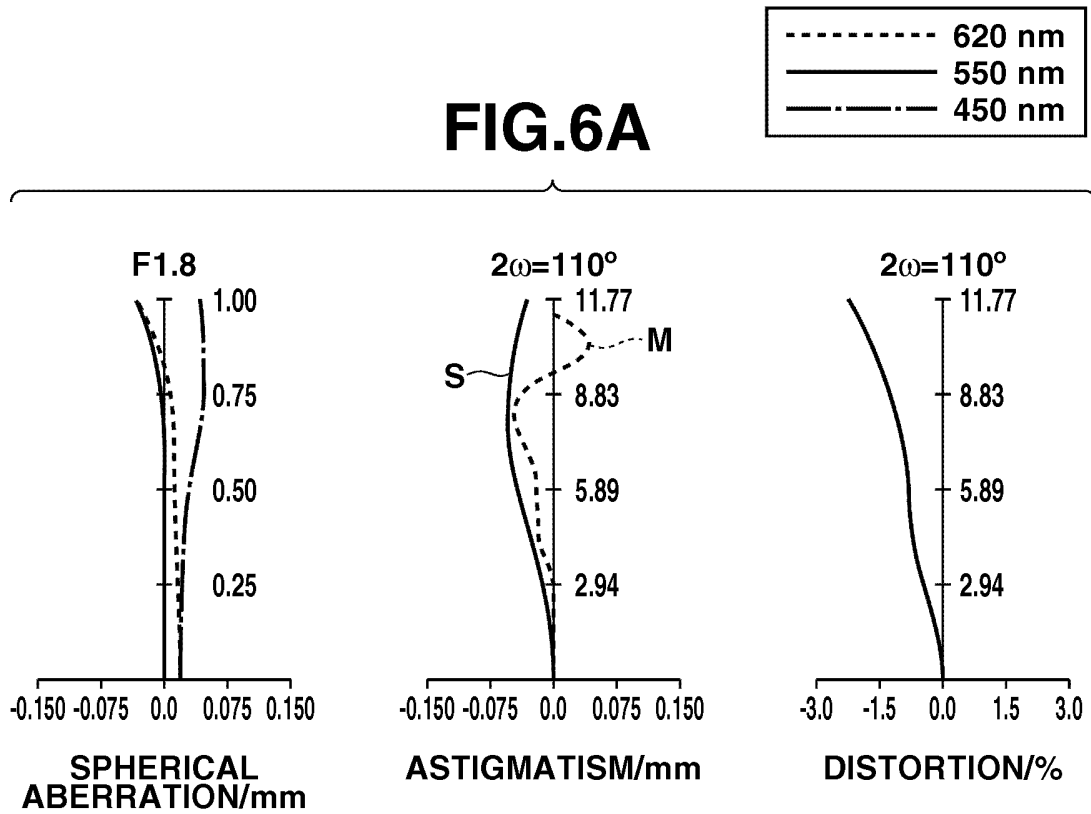 620 nm
550 nm
450 nm
FIG.6A
F1.8
1.00
0.75
0.50
0.25
-0.150 -0.075 0.0 0.075 0.150
SPHERICAL
ABERRATION/mm
2ω=110°
11.77
M
S
8.83
5.89
2.94
-0.150 -0.075 0.0 0.075 0.150
ASTIGMATISM/mm
2ω=110°
11.77
8.83
5.89
2.94
-3.0 -1.5 0.0 1.5 3.0
DISTORTION/%